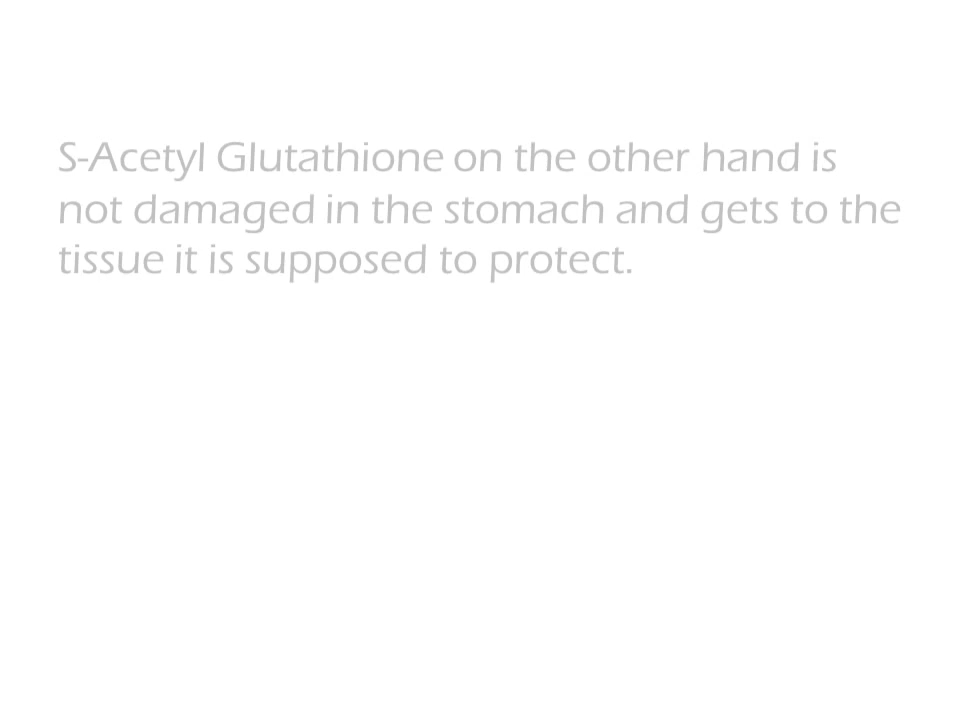 S-Acetyl Glutathione on the other hand is
not damaged in the stomach and gets to the
tissue it is supposed to protect.